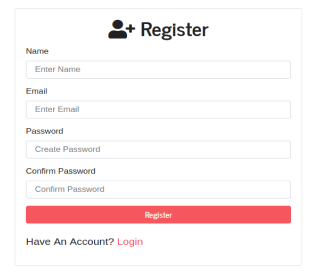 Register
Name
Enter Name
Email
Enter Email
Password
Create Password
Confirm Password
Confirm Password
Register
Have An Account? Login